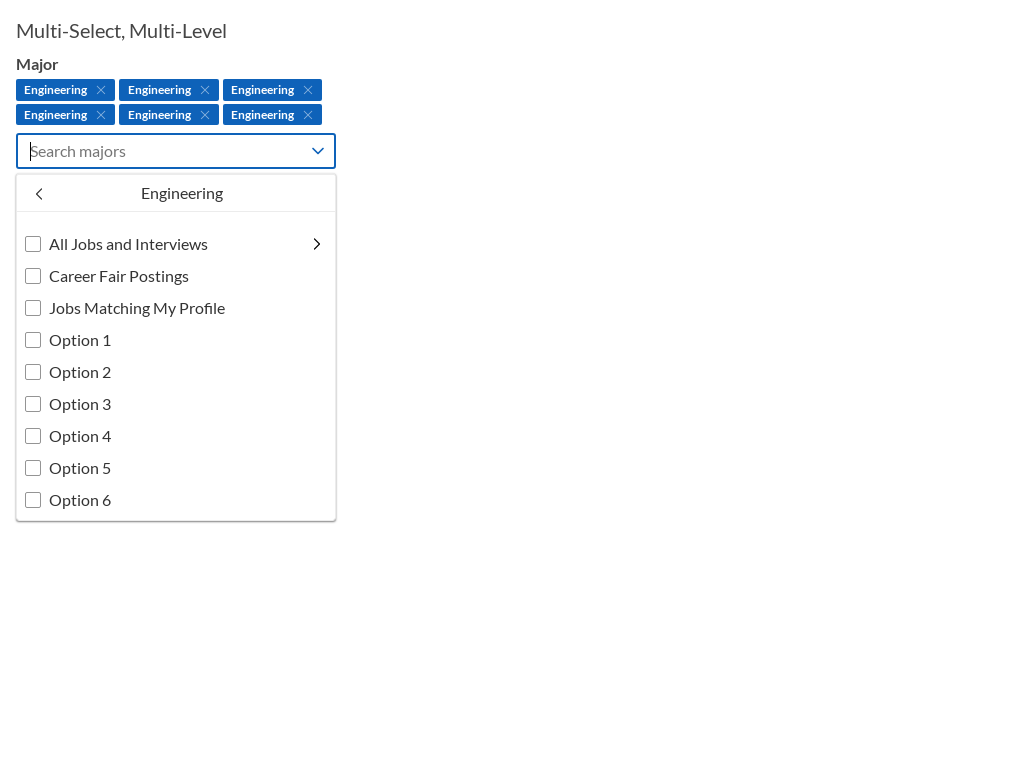 Multi-Select, Multi-Level
Major
Engineering Engineering Engineering
Engineering Engineering Engineering
Search majors
Engineering
All Jobs and Interviews
Career Fair Postings
Jobs Matching My Profile
Option 1
Option 2
Option 3
Option 4
Option 5
Option 6